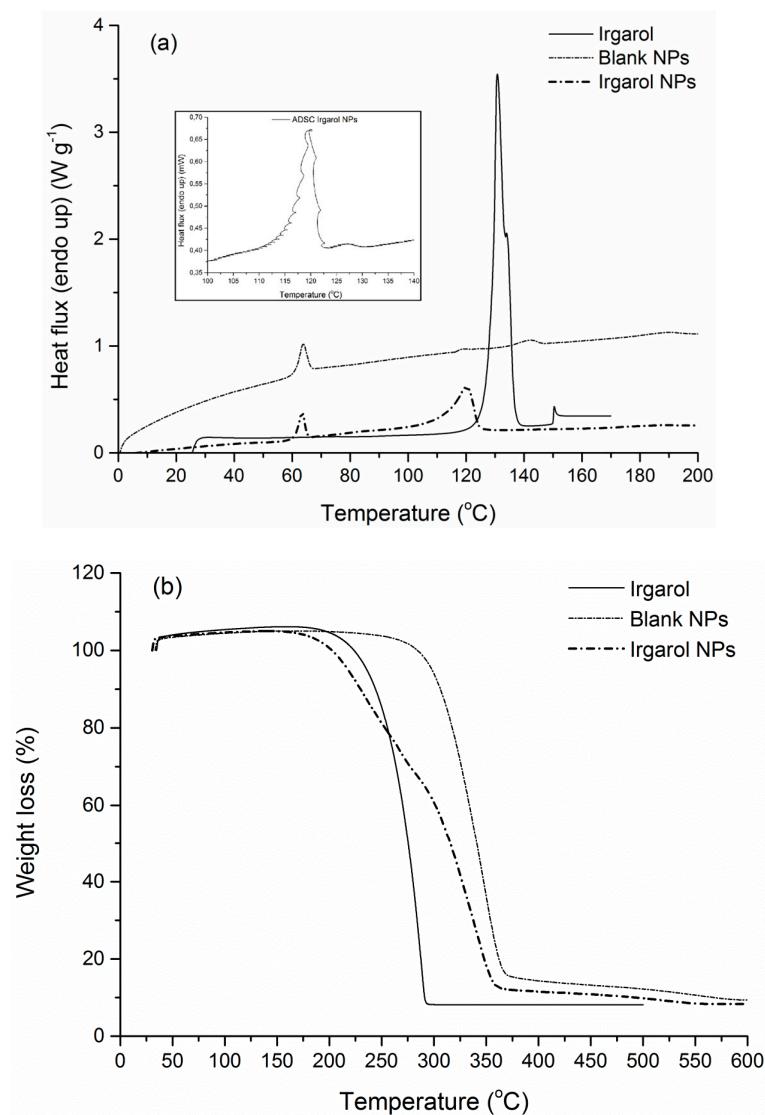 (a)
Irgarol
Blank NPs
Irgarol NPs
4
3
2
1
0
Heat flux (endo up) (W g⁻¹)
0 20 40 60 80 100 120 140 160 180 200
Temperature (°C)
ADSC Irgarol NPs
0,70
0,65
0,60
0,55
0,50
0,45
0,40
0,35
Heat flux (endo up) (mW)
100 105 110 115 120 125 130 135 140
Temperature (°C)
(b)
Irgarol
Blank NPs
Irgarol NPs
120
100
80
60
40
20
0
Weight loss (%)
0 50 100 150 200 250 300 350 400 450 500 550 600
Temperature (°C)